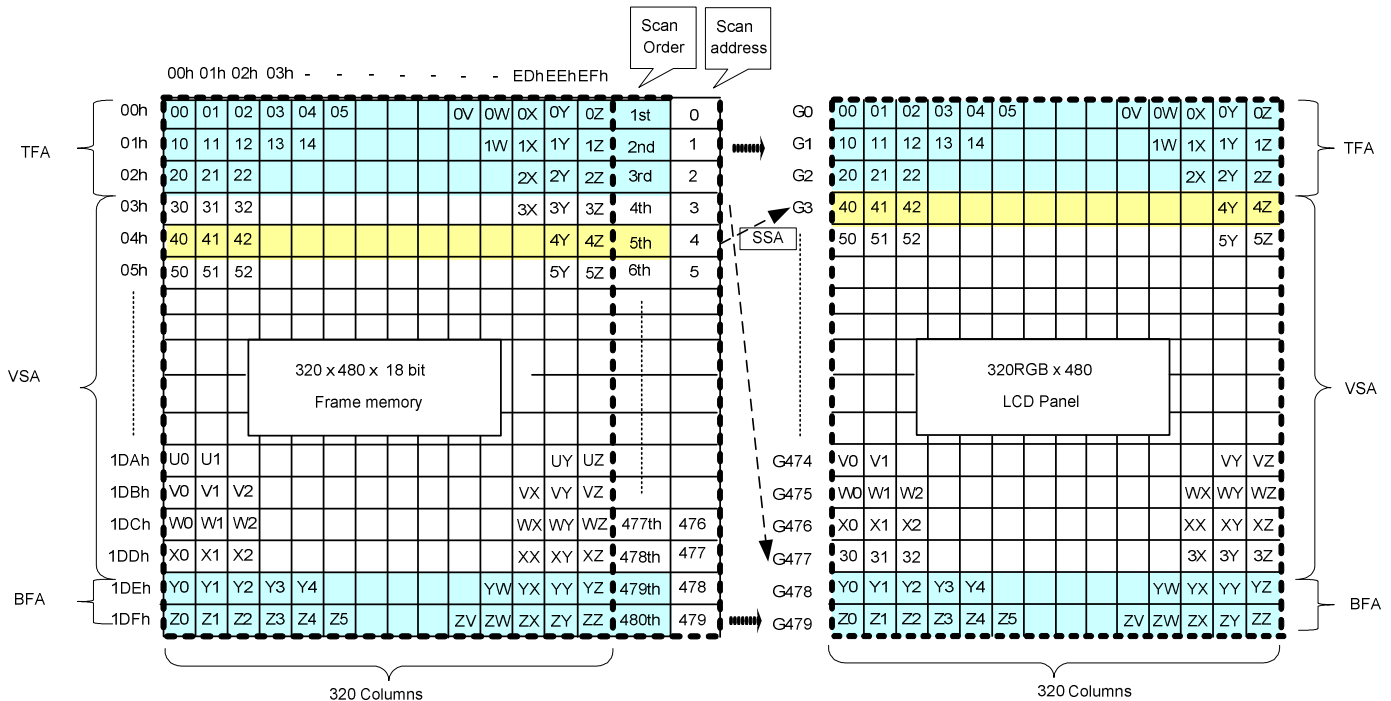 Scan Order
Scan address
00h 01h 02h 03h - - - - - - - EDh EEh EFh
00h 00 01 02 03 04 05 0V 0W 0X 0Y 0Z 1st 0
01h 10 11 12 13 14 1W 1X 1Y 1Z 2nd 1
02h 20 21 22 2X 2Y 2Z 3rd 2
03h 30 31 32 3X 3Y 3Z 4th 3
04h 40 41 42 4Y 4Z 5th 4
05h 50 51 52 5Y 5Z 6th 5
320 x 480 x 18 bit
Frame memory
1DAh U0 U1 UY UZ
1DBh V0 V1 V2 VX VY VZ
1DCh W0 W1 W2 WX WY WZ 477th 476
1DDh X0 X1 X2 XX XY XZ 478th 477
1DEh Y0 Y1 Y2 Y3 Y4 YW YX YY YZ 479th 478
1DFh Z0 Z1 Z2 Z3 Z4 Z5 ZV ZW ZX ZY ZZ 480th 479
TFA
VSA
BFA
320 Columns
SSA
G0 00 01 02 03 04 05 0V 0W 0X 0Y 0Z
G1 10 11 12 13 14 1W 1X 1Y 1Z
G2 20 21 22 2X 2Y 2Z
G3 40 41 42 4Y 4Z
50 51 52 5Y 5Z
320RGB x 480
LCD Panel
G474 V0 V1 VY VZ
G475 W0 W1 W2 WX WY WZ
G476 X0 X1 X2 XX XY XZ
G477 30 31 32 3X 3Y 3Z
G478 Y0 Y1 Y2 Y3 Y4 YW YX YY YZ
G479 Z0 Z1 Z2 Z3 Z4 Z5 ZV ZW ZX ZY ZZ
TFA
VSA
BFA
320 Columns